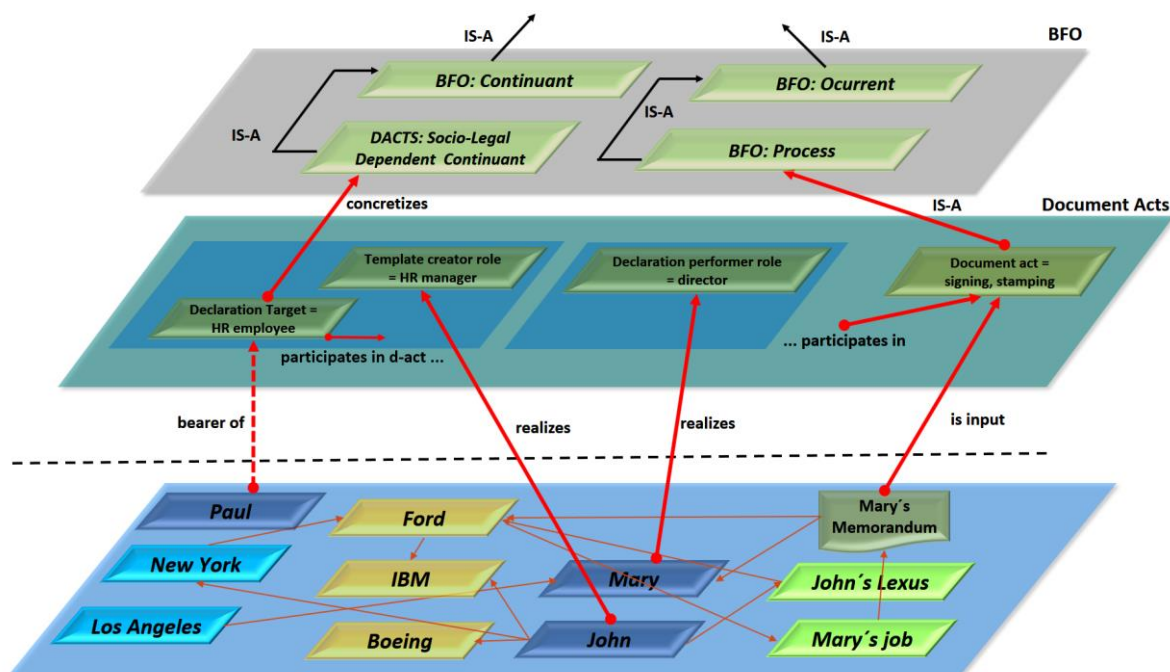 IS-A
IS-A
BFO
BFO: Continuant
BFO: Ocurrent
IS-A
IS-A
DACTS: Socio-Legal
Dependent Continuant
BFO: Process
concretizes
IS-A
Document Acts
Template creator role
= HR manager
Declaration performer role
= director
Document act =
signing, stamping
Declaration Target =
HR employee
participates in d-act ...
... participates in
bearer of
realizes
realizes
is input
Paul
Ford
Mary´s
Memorandum
New York
IBM
Mary
John´s Lexus
Los Angeles
Boeing
John
Mary´s job